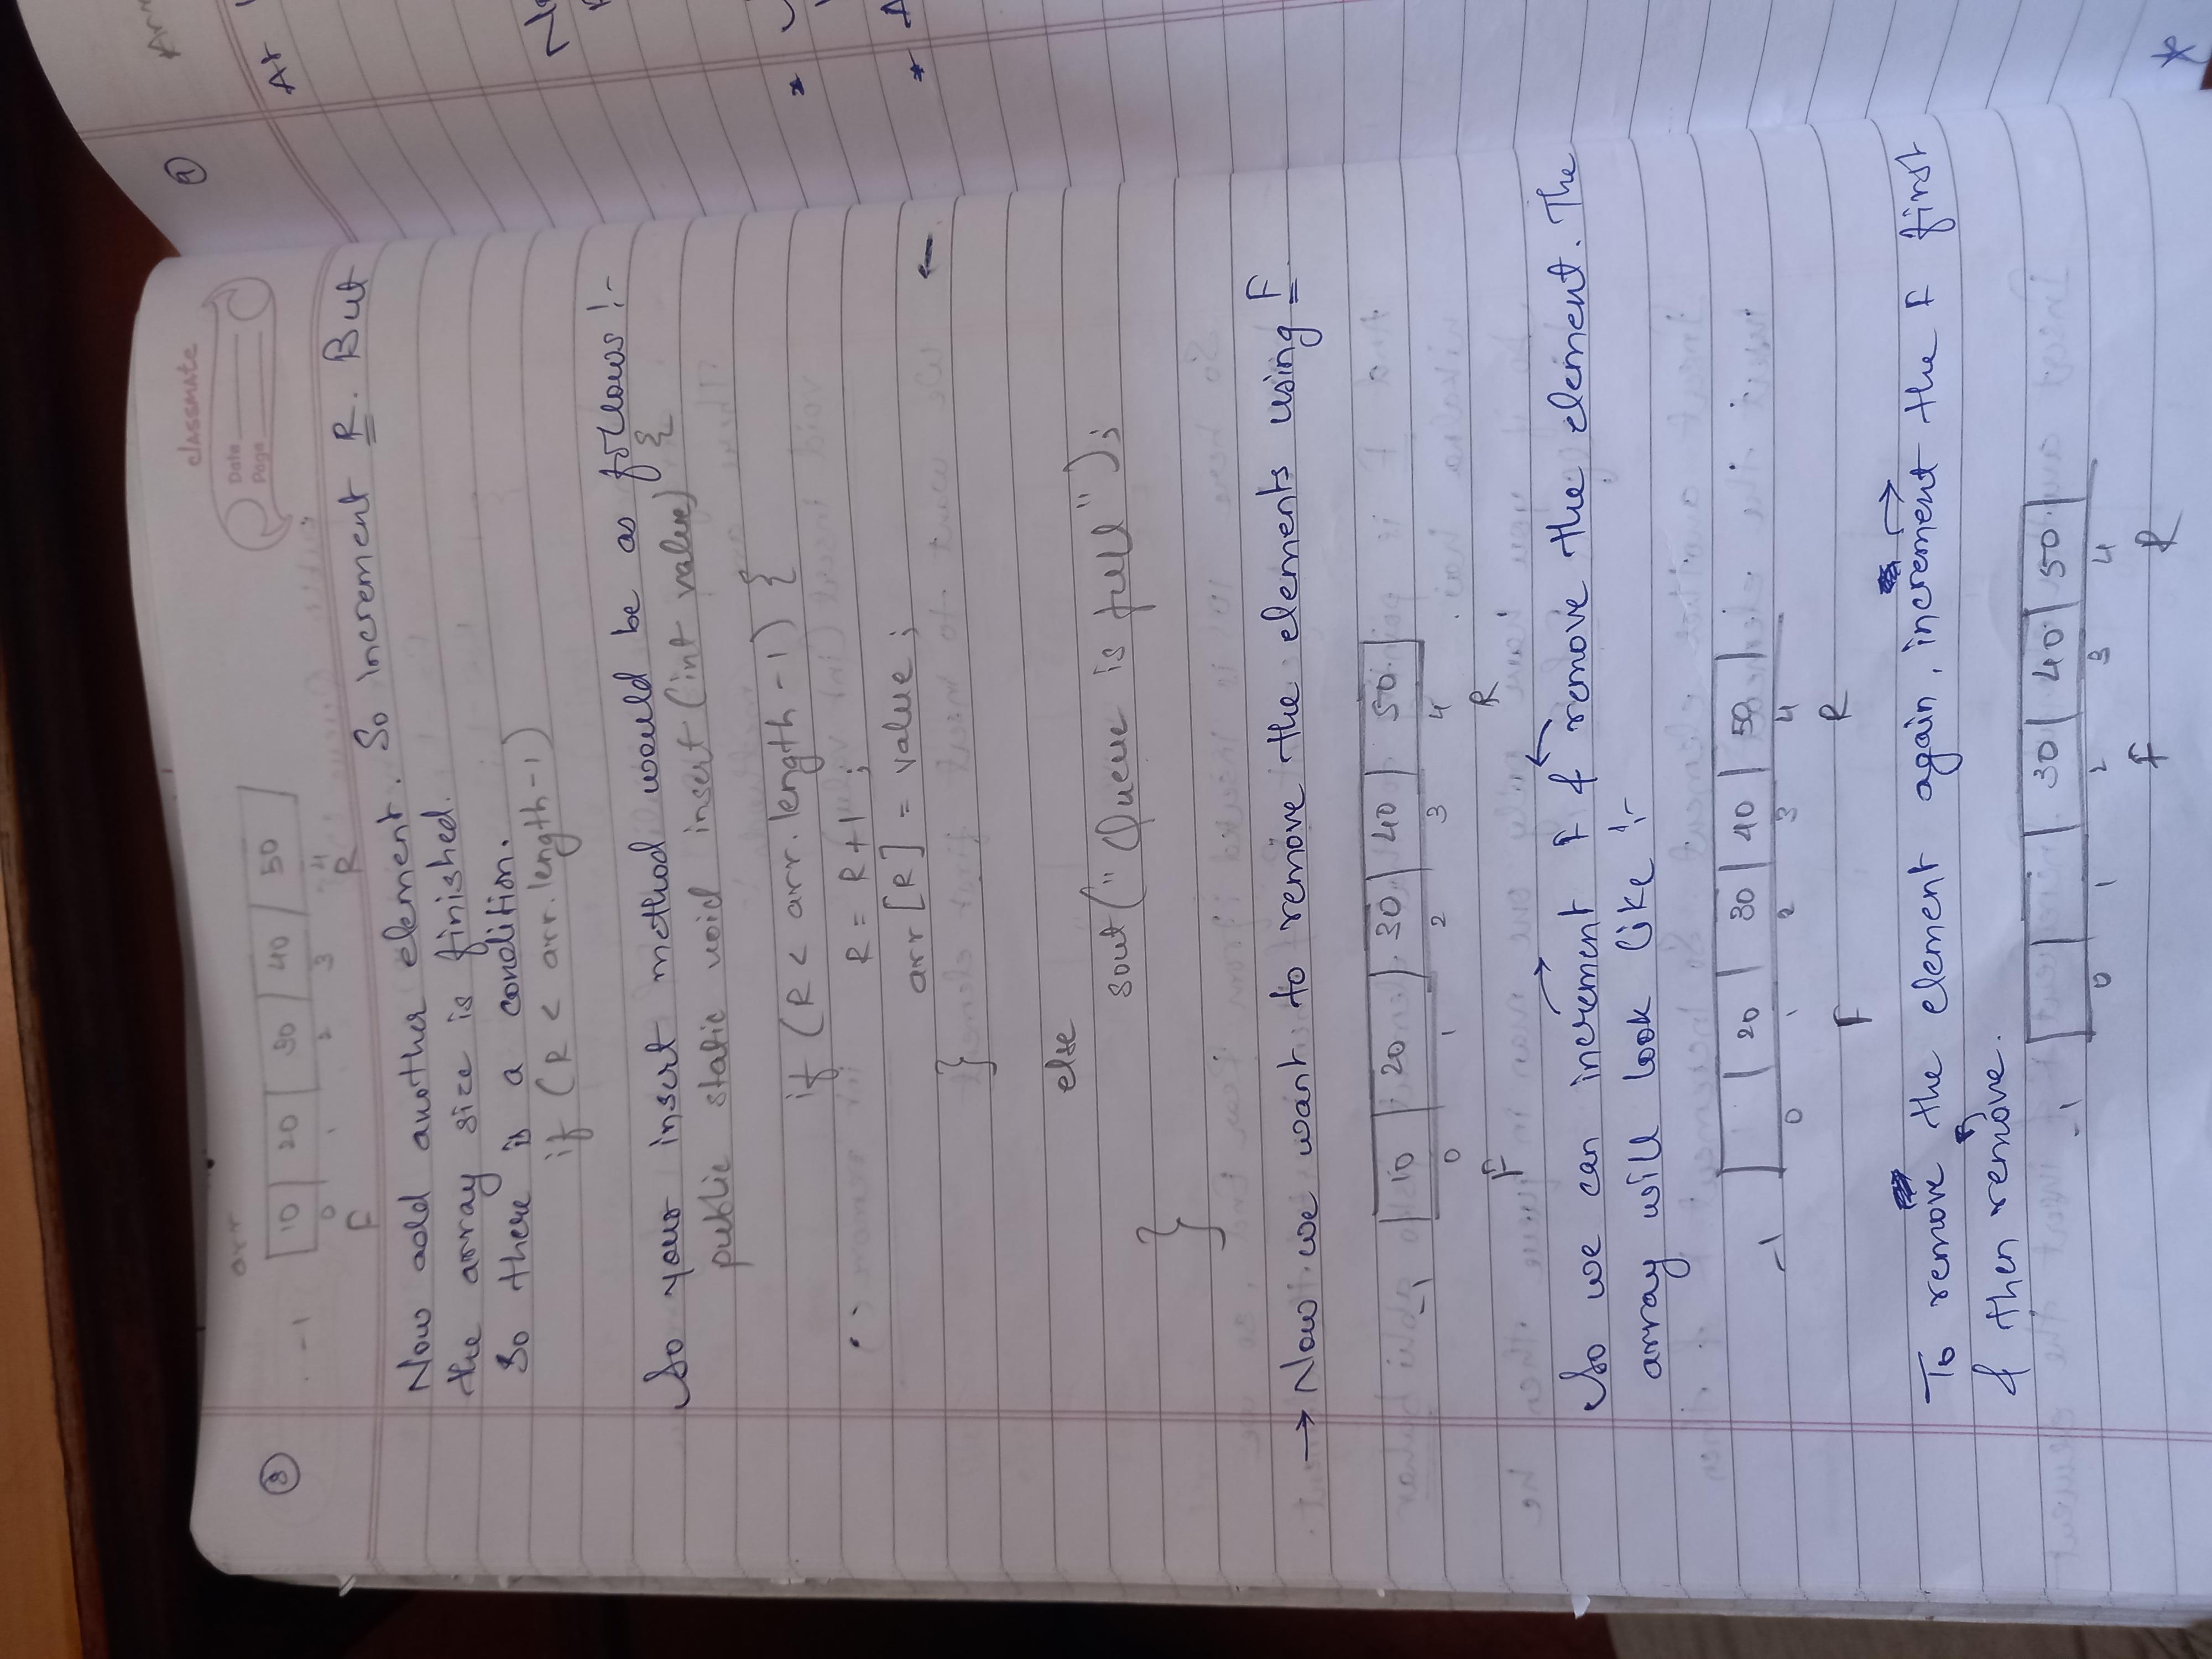 classmate
Date
Page
8
arr
-1 10 20 30 40 50
0 1 2 3 4
F R
Now add another element. So increment R. But
the array size is finished.
So there is a condition.
if (R < arr.length-1)
So your insert method would be as follows :-
public static void insert (int value) {
if (R < arr.length-1) {
R = R+1 ;
arr [R] = value ;
}
else
sout (" Queue is full ");
}
→ Now we want to remove the elements using F
-1 10 20 30 40 50
0 1 2 3 4
F R
So we can increment F & remove the element. The
array will look like :-
-1 20 30 40 50
0 1 2 3 4
F R
To remove the element again, increment the F first
& then remove.
-1 30 40 50
0 1 2 3 4
F R
9
At